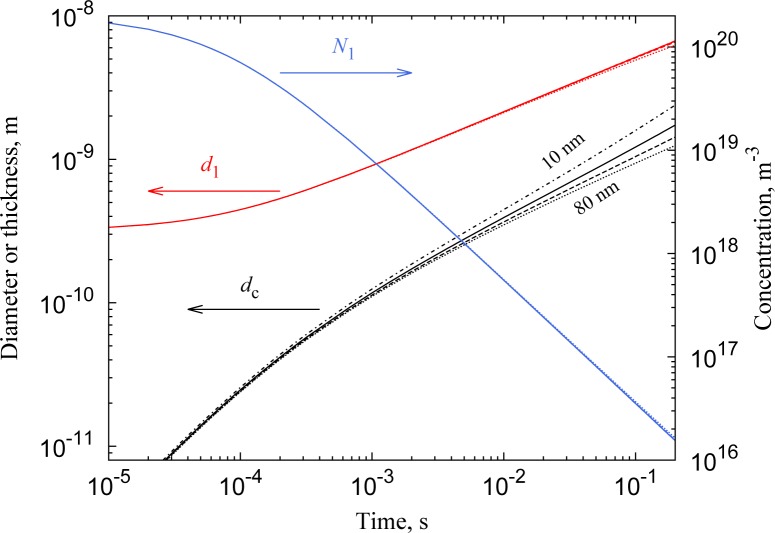 10⁻⁸
10⁻⁹
10⁻¹⁰
10⁻¹¹
Diameter or thickness, m
N₁
d₁
d_c
10 nm
80 nm
10²⁰
10¹⁹
10¹⁸
10¹⁷
10¹⁶
Concentration, m⁻³
10⁻⁵ 10⁻⁴ 10⁻³ 10⁻² 10⁻¹
Time, s